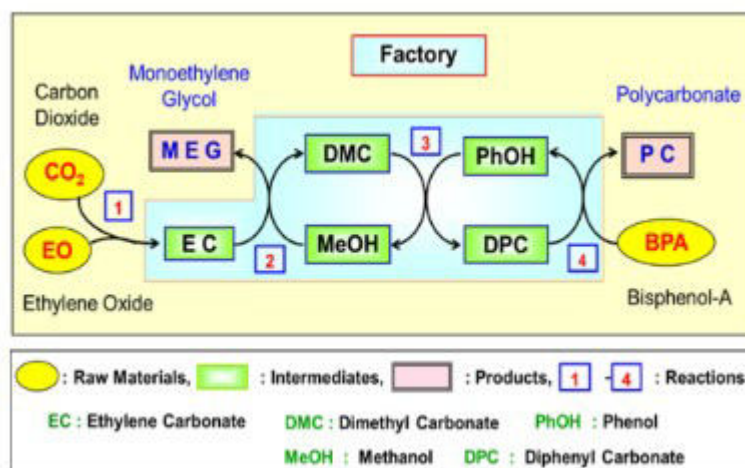 Factory
Monoethylene
Glycol
Carbon
Dioxide
Polycarbonate
M E G
DMC
3
PhOH
P C
CO₂
1
EO
E C
2
MeOH
DPC
4
BPA
Ethylene Oxide
Bisphenol-A
: Raw Materials, : Intermediates, : Products, 1 - 4 : Reactions
EC : Ethylene Carbonate DMC : Dimethyl Carbonate PhOH : Phenol
MeOH : Methanol DPC : Diphenyl Carbonate